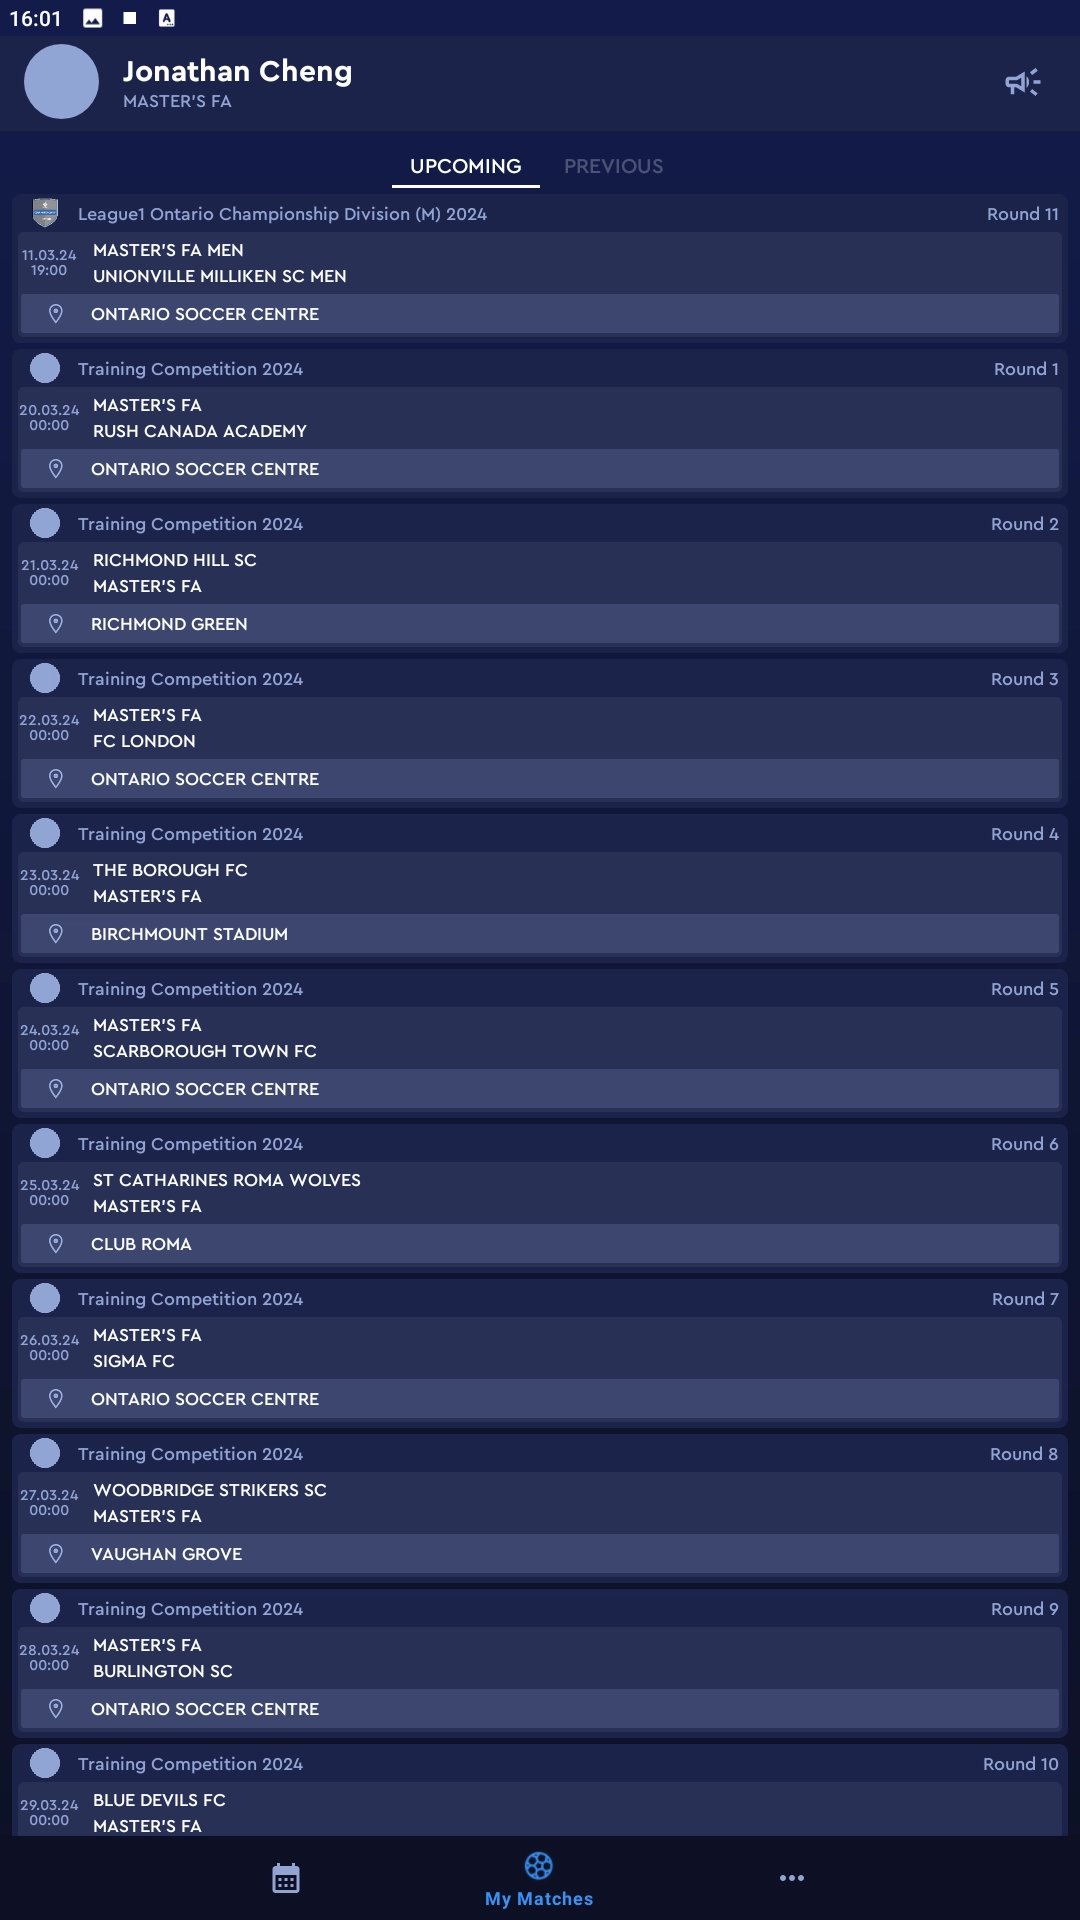 16:01
Jonathan Cheng
MASTER'S FA
UPCOMING PREVIOUS
League1 Ontario Championship Division (M) 2024 Round 11
11.03.24
19:00
MASTER'S FA MEN
UNIONVILLE MILLIKEN SC MEN
ONTARIO SOCCER CENTRE
Training Competition 2024 Round 1
20.03.24
00:00
MASTER'S FA
RUSH CANADA ACADEMY
ONTARIO SOCCER CENTRE
Training Competition 2024 Round 2
21.03.24
00:00
RICHMOND HILL SC
MASTER'S FA
RICHMOND GREEN
Training Competition 2024 Round 3
22.03.24
00:00
MASTER'S FA
FC LONDON
ONTARIO SOCCER CENTRE
Training Competition 2024 Round 4
23.03.24
00:00
THE BOROUGH FC
MASTER'S FA
BIRCHMOUNT STADIUM
Training Competition 2024 Round 5
24.03.24
00:00
MASTER'S FA
SCARBOROUGH TOWN FC
ONTARIO SOCCER CENTRE
Training Competition 2024 Round 6
25.03.24
00:00
ST CATHARINES ROMA WOLVES
MASTER'S FA
CLUB ROMA
Training Competition 2024 Round 7
26.03.24
00:00
MASTER'S FA
SIGMA FC
ONTARIO SOCCER CENTRE
Training Competition 2024 Round 8
27.03.24
00:00
WOODBRIDGE STRIKERS SC
MASTER'S FA
VAUGHAN GROVE
Training Competition 2024 Round 9
28.03.24
00:00
MASTER'S FA
BURLINGTON SC
ONTARIO SOCCER CENTRE
Training Competition 2024 Round 10
29.03.24
00:00
BLUE DEVILS FC
MASTER'S FA
My Matches